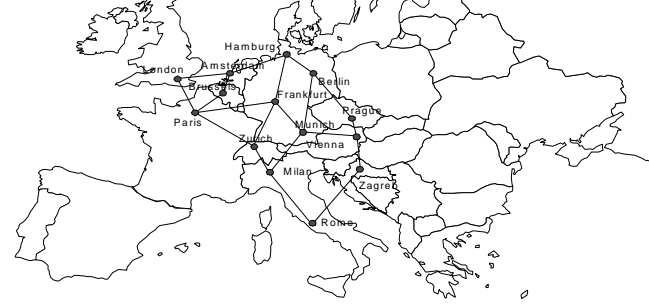 Hamburg
London
Amsterdam
Berlin
Brussels
Frankfurt
Paris
Prague
Munich
Zurich
Vienna
Milan
Zagreb
Rome